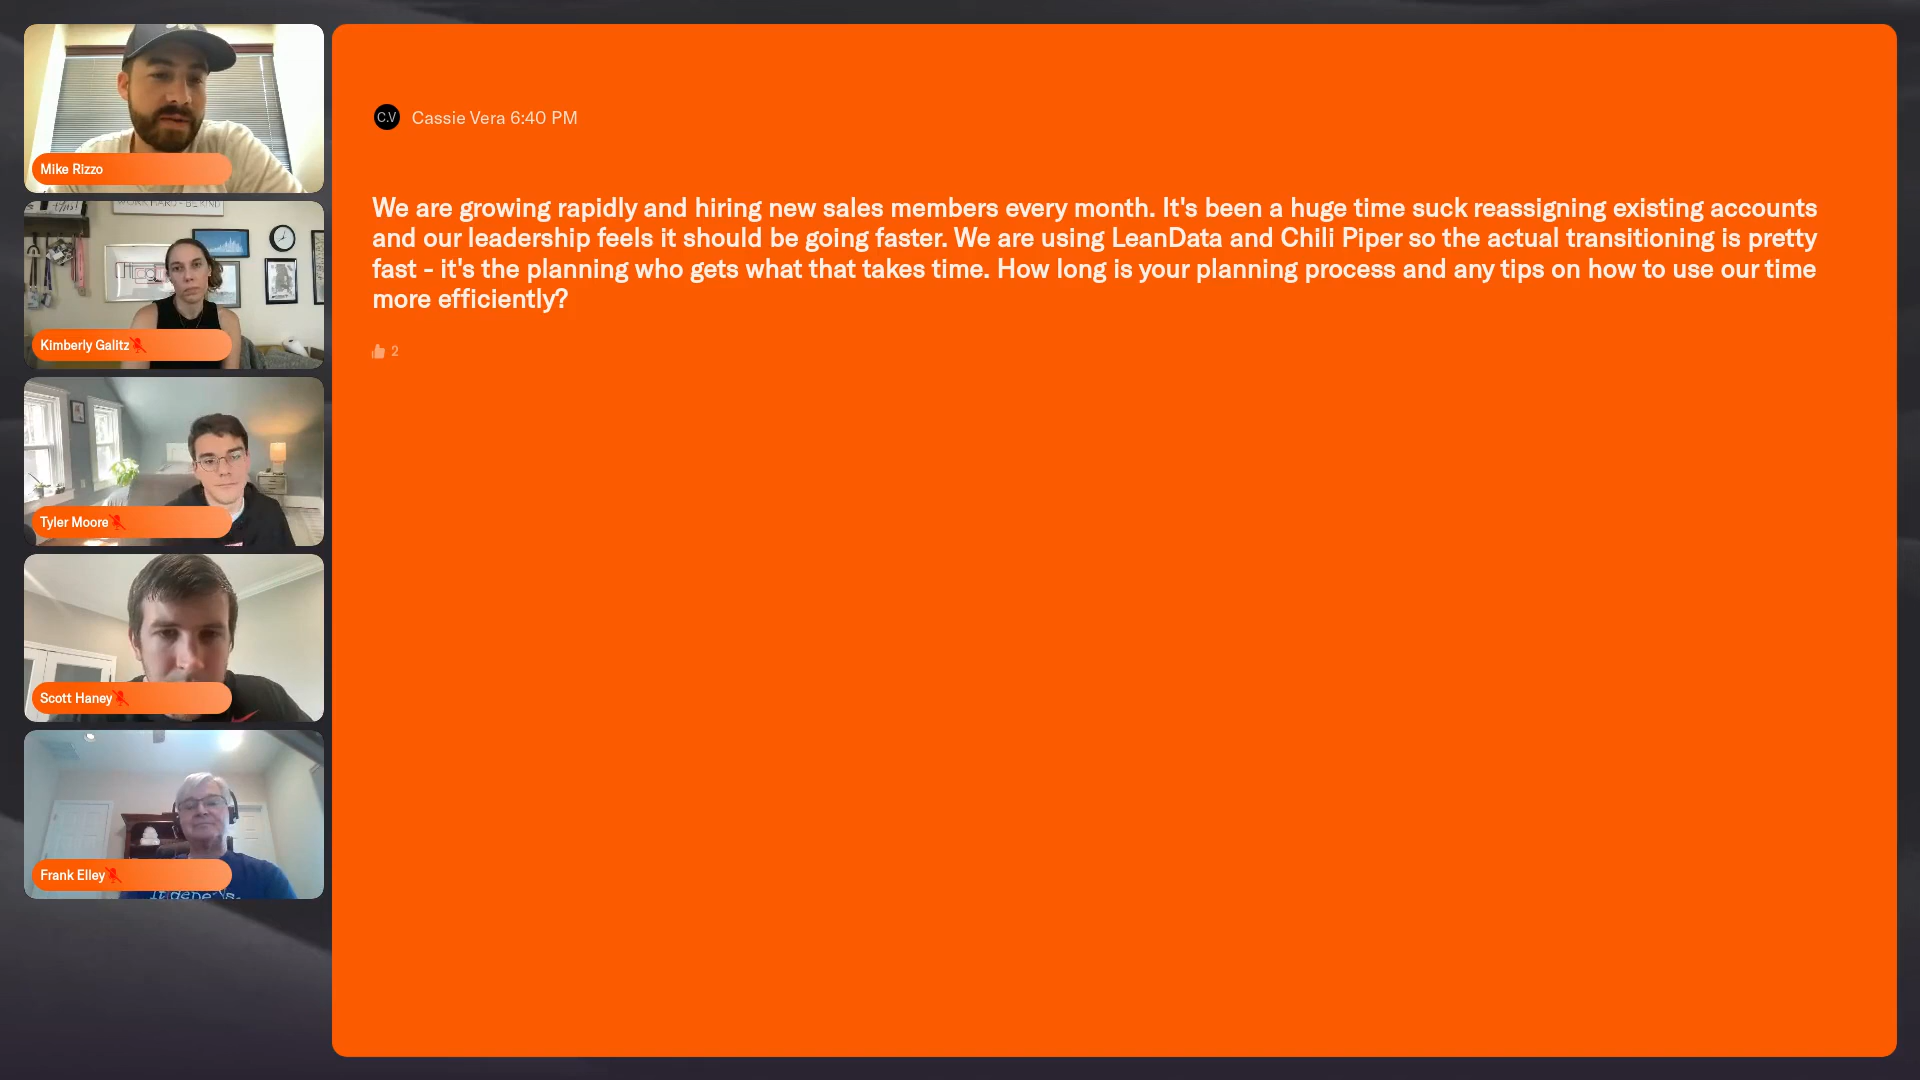 Mike Rizzo
WORK HARD + BE KIND
Kimberly Galitz
Tyler Moore
Scott Haney
Frank Elley
C.V
Cassie Vera 6:40 PM
We are growing rapidly and hiring new sales members every month. It's been a huge time suck reassigning existing accounts
and our leadership feels it should be going faster. We are using LeanData and Chili Piper so the actual transitioning is pretty
fast - it's the planning who gets what that takes time. How long is your planning process and any tips on how to use our time
more efficiently?
2